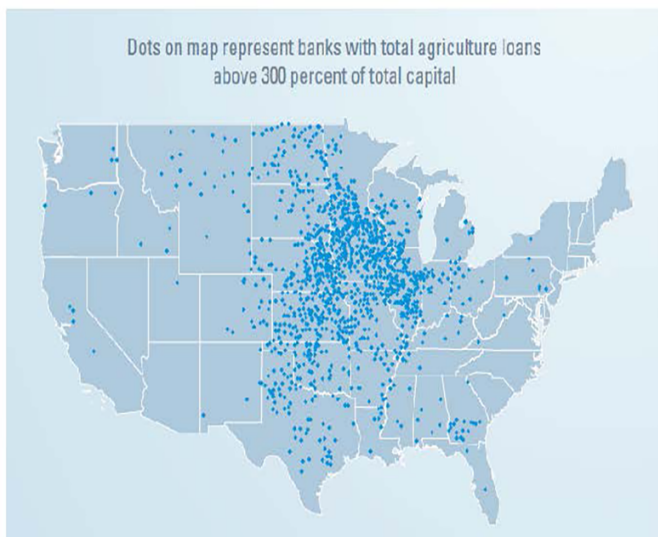 Dots on map represent banks with total agriculture loans
above 300 percent of total capital